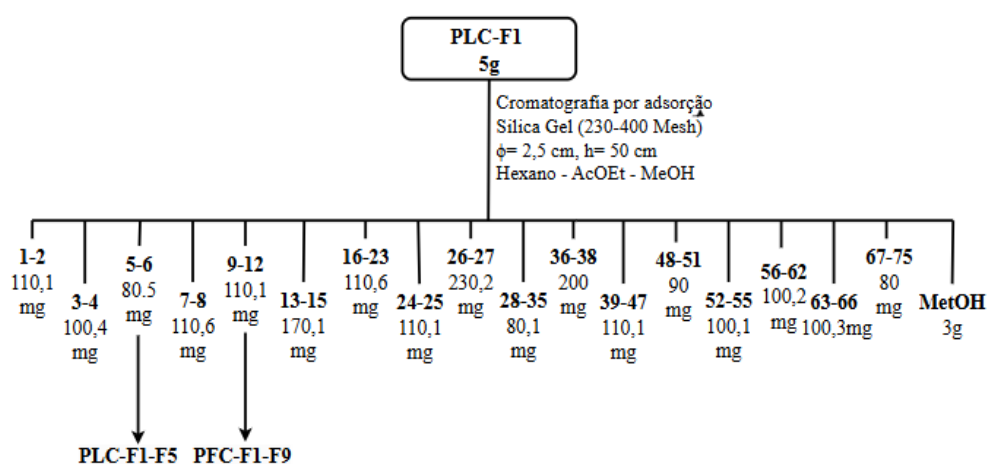 PLC-F1
5g
Cromatografía por adsorção
Silica Gel (230-400 Mesh)
ϕ= 2,5 cm, h= 50 cm
Hexano - AcOEt - MeOH
1-2
110,1
mg
3-4
100,4
mg
5-6
80.5
mg
7-8
110,6
mg
9-12
110,1
mg
13-15
170,1
mg
16-23
110,6
mg
24-25
110,1
mg
26-27
230,2
mg
28-35
80,1
mg
36-38
200
mg
39-47
110,1
mg
48-51
90
mg
52-55
100,1
mg
56-62
100,2
mg
63-66
100,3mg
67-75
80
mg
MetOH
3g
PLC-F1-F5
PFC-F1-F9